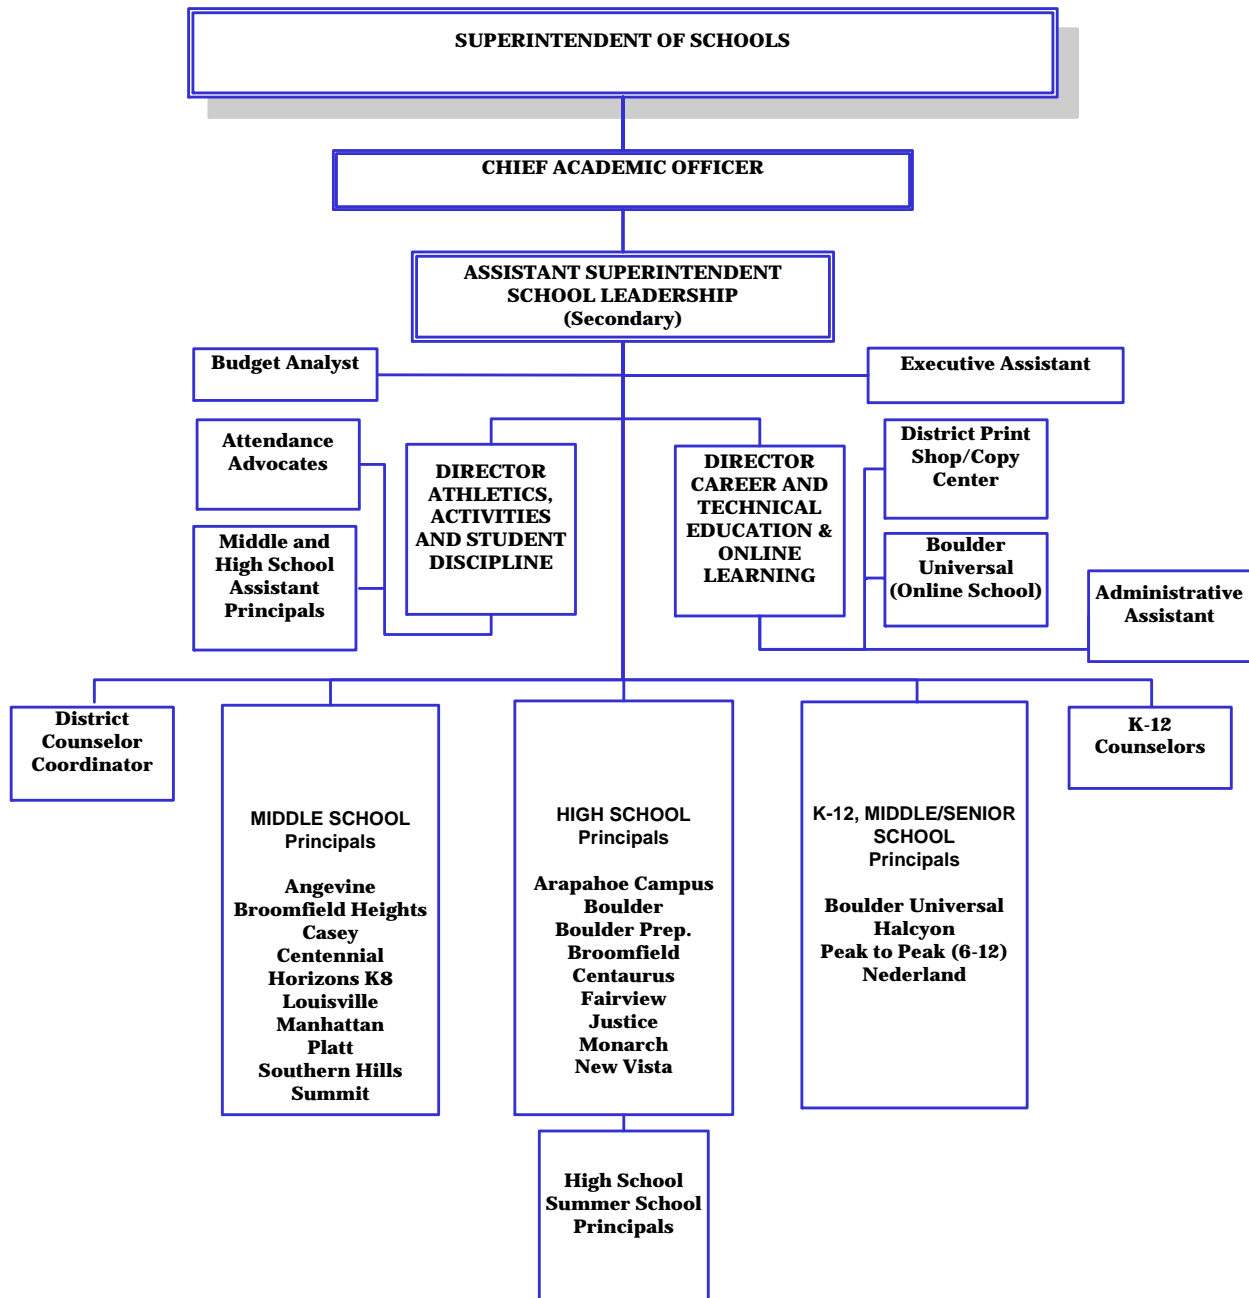 SUPERINTENDENT OF SCHOOLS
CHIEF ACADEMIC OFFICER
ASSISTANT SUPERINTENDENT
SCHOOL LEADERSHIP
(Secondary)
Budget Analyst
Executive Assistant
Attendance
Advocates
Middle and
High School
Assistant
Principals
DIRECTOR
ATHLETICS,
ACTIVITIES
AND STUDENT
DISCIPLINE
DIRECTOR
CAREER AND
TECHNICAL
EDUCATION &
ONLINE
LEARNING
District Print
Shop/Copy
Center
Boulder
Universal
(Online School)
Administrative
Assistant
District
Counselor
Coordinator
MIDDLE SCHOOL
Principals
Angevine
Broomfield Heights
Casey
Centennial
Horizons K8
Louisville
Manhattan
Platt
Southern Hills
Summit
HIGH SCHOOL
Principals
Arapahoe Campus
Boulder
Boulder Prep.
Broomfield
Centaurus
Fairview
Justice
Monarch
New Vista
K-12, MIDDLE/SENIOR
SCHOOL
Principals
Boulder Universal
Halcyon
Peak to Peak (6-12)
Nederland
K-12
Counselors
High School
Summer School
Principals